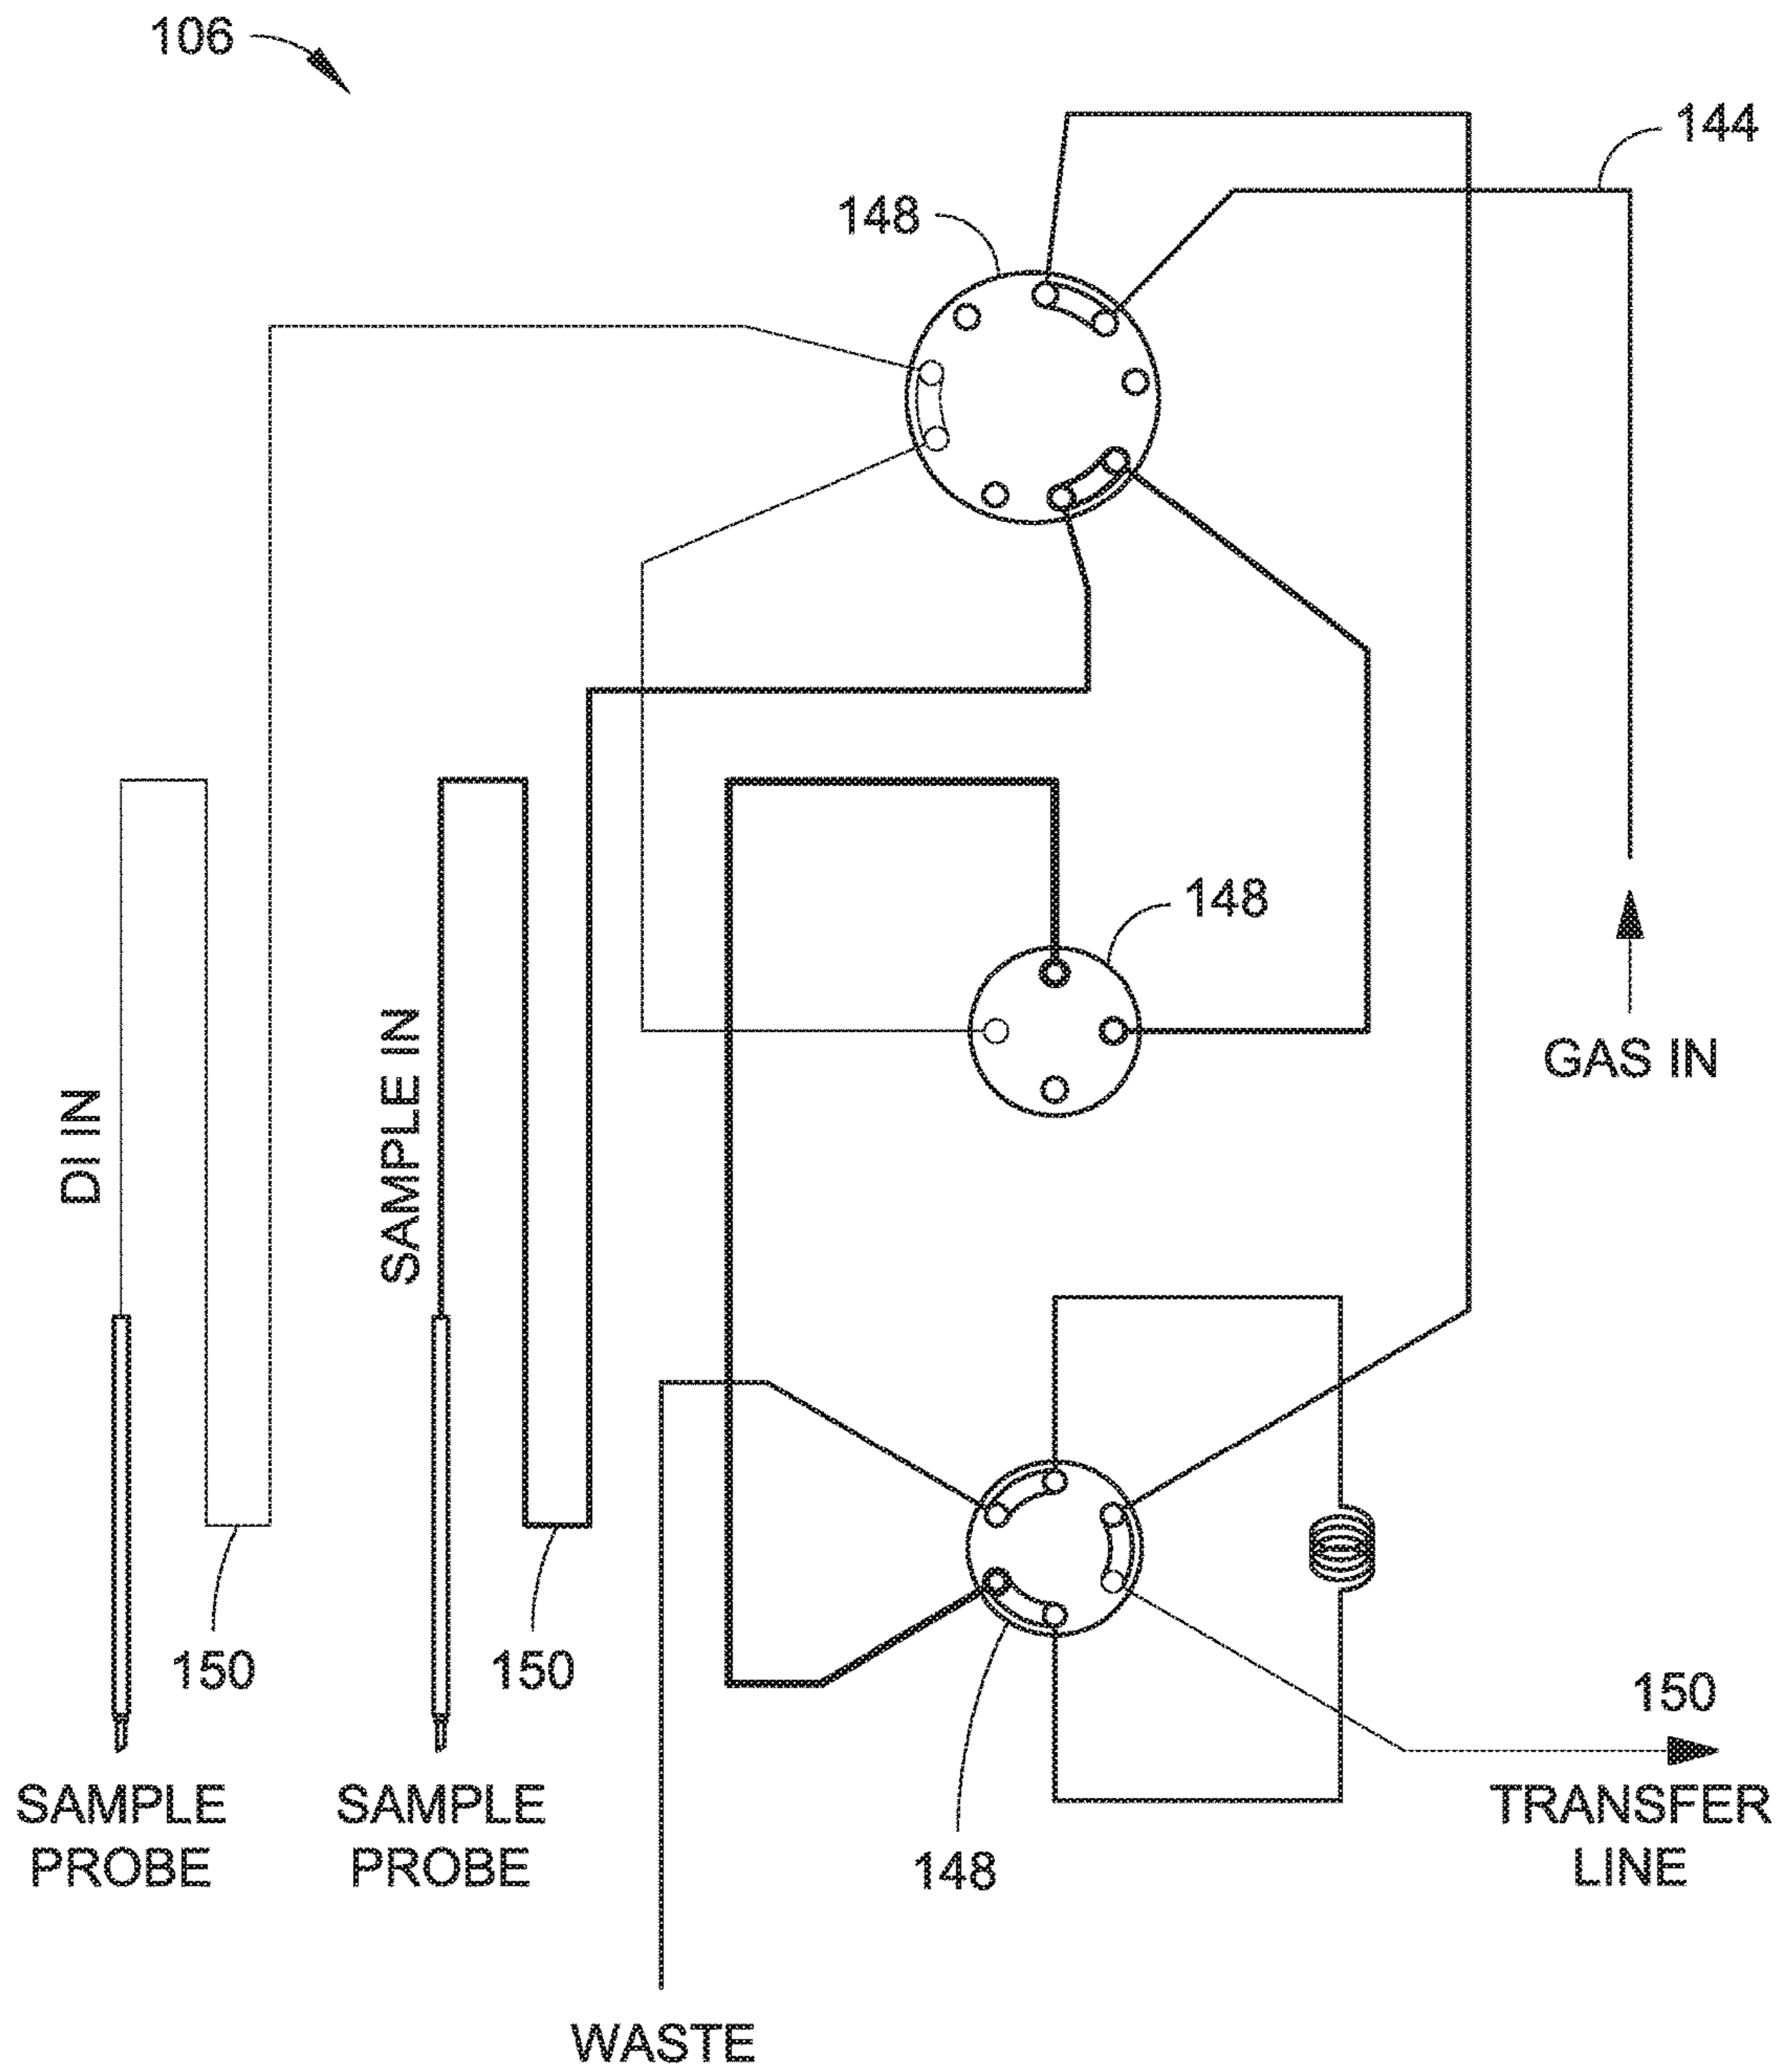 106
144
148
148
GAS IN
DI IN
SAMPLE IN
150
150
150
SAMPLE
PROBE
SAMPLE
PROBE
148
TRANSFER
LINE
WASTE